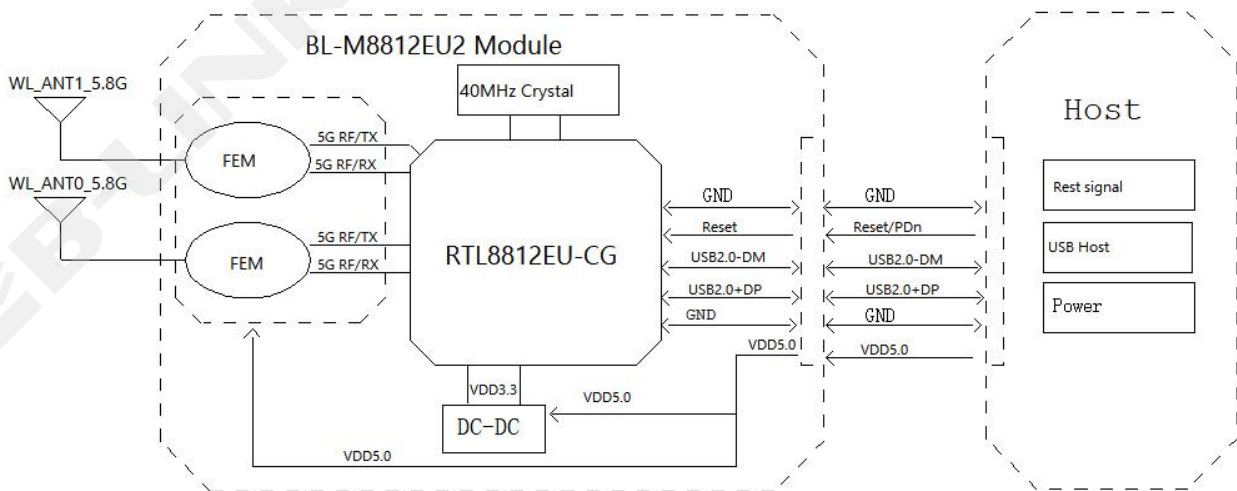 BL-M8812EU2 Module
WL_ANT1_5.8G
40MHz Crystal
Host
FEM
5G RF/TX
5G RF/RX
WL_ANT0_5.8G
FEM
5G RF/TX
5G RF/RX
RTL8812EU-CG
GND
Reset
USB2.0-DM
USB2.0+DP
GND
VDD5.0
GND
Reset/PDn
USB2.0-DM
USB2.0+DP
GND
VDD5.0
Rest signal
USB Host
Power
VDD3.3
DC-DC
VDD5.0
VDD5.0